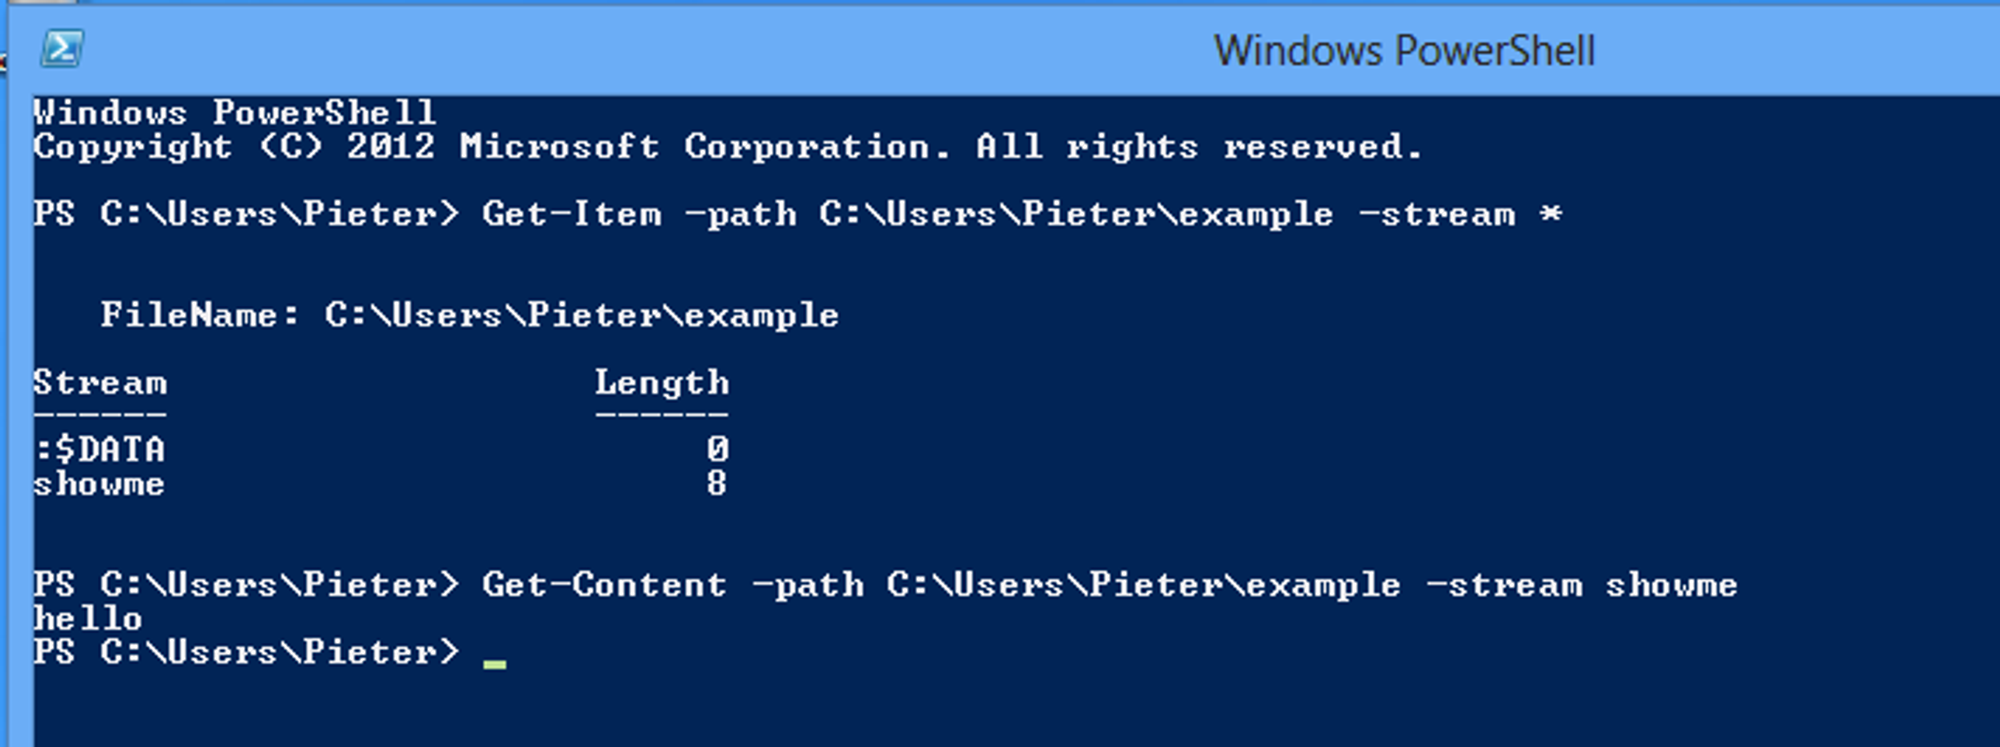 Windows PowerShell
Windows PowerShell
Copyright (C) 2012 Microsoft Corporation. All rights reserved.
PS C:\Users\Pieter> Get-Item -path C:\Users\Pieter\example -stream *
FileName: C:\Users\Pieter\example
Stream Length
------ ------
:$DATA 0
showme 8
PS C:\Users\Pieter> Get-Content -path C:\Users\Pieter\example -stream showme
hello
PS C:\Users\Pieter> _